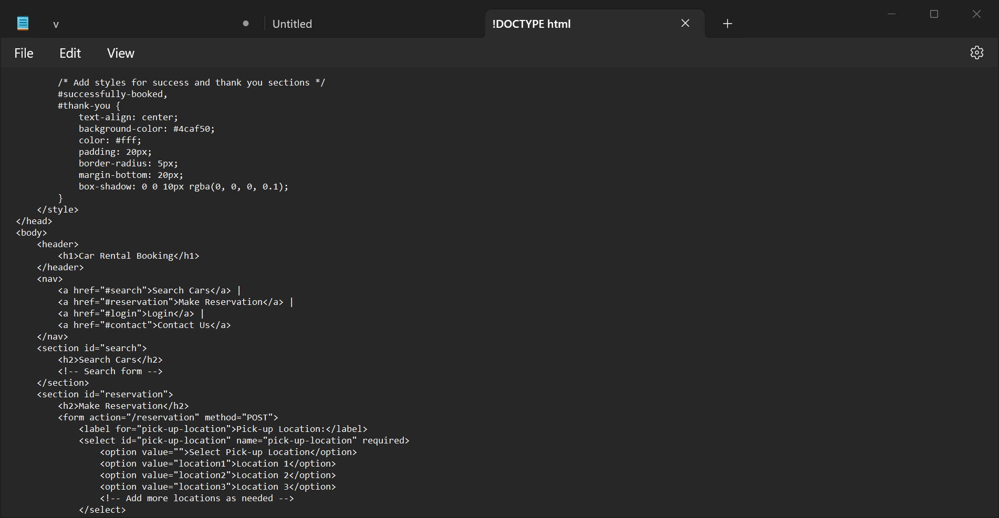 v
Untitled
!DOCTYPE html
File Edit View
/* Add styles for success and thank you sections */
#successfully-booked,
#thank-you {
text-align: center;
background-color: #4caf50;
color: #fff;
padding: 20px;
border-radius: 5px;
margin-bottom: 20px;
box-shadow: 0 0 10px rgba(0, 0, 0, 0.1);
}
</style>
</head>
<body>
<header>
<h1>Car Rental Booking</h1>
</header>
<nav>
<a href="#search">Search Cars</a> |
<a href="#reservation">Make Reservation</a> |
<a href="#login">Login</a> |
<a href="#contact">Contact Us</a>
</nav>
<section id="search">
<h2>Search Cars</h2>
<!-- Search form -->
</section>
<section id="reservation">
<h2>Make Reservation</h2>
<form action="/reservation" method="POST">
<label for="pick-up-location">Pick-up Location:</label>
<select id="pick-up-location" name="pick-up-location" required>
<option value="">Select Pick-up Location</option>
<option value="location1">Location 1</option>
<option value="location2">Location 2</option>
<option value="location3">Location 3</option>
<!-- Add more locations as needed -->
</select>